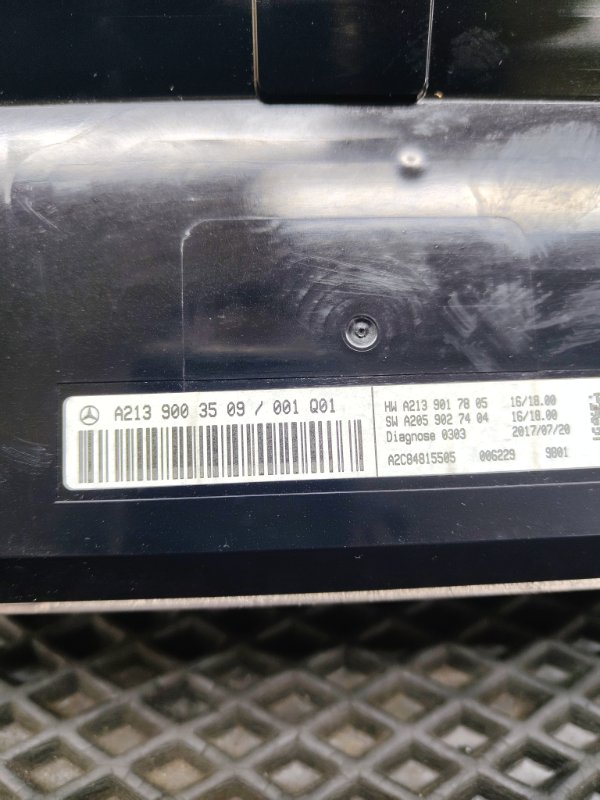 A213 900 35 09 / 001 Q01
HW A213 901 78 05 16/18.00
SW A205 902 74 04 16/18.00
Diagnose 0303 2017/07/20
A2C84815505 006229 9B01